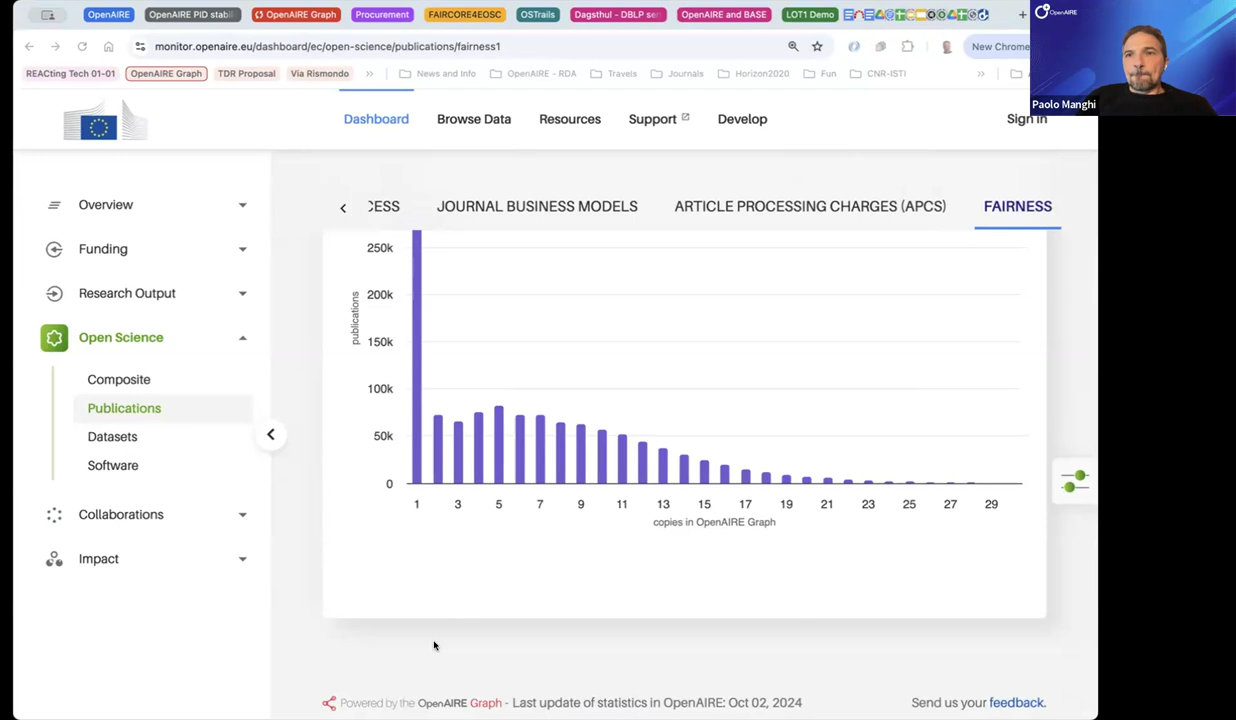 OpenAIRE
OpenAIRE PID stabil
OpenAIRE Graph
Procurement
FAIRCORE4EOSC
OSTrails
Dagsthul - DBLP se
OpenAIRE and BASE
LOT1 Demo
OpenAIRE
monitor.openaire.eu/dashboard/ec/open-science/publications/fairness1
New Chrome
REACting Tech 01-01
OpenAIRE Graph
TDR Proposal
Via Rismondo
News and Info
OpenAIRE - RDA
Travels
Journals
Horizon2020
Fun
CNR-ISTI
Paolo Manghi
Dashboard
Browse Data
Resources
Support
Develop
Sign in
Overview
Funding
Research Output
Open Science
Composite
Publications
Datasets
Software
Collaborations
Impact
CESS
JOURNAL BUSINESS MODELS
ARTICLE PROCESSING CHARGES (APCS)
FAIRNESS
publications
250k
200k
150k
100k
50k
0
1 3 5 7 9 11 13 15 17 19 21 23 25 27 29
copies in OpenAIRE Graph
Powered by the OpenAIRE Graph - Last update of statistics in OpenAIRE: Oct 02, 2024
Send us your feedback.